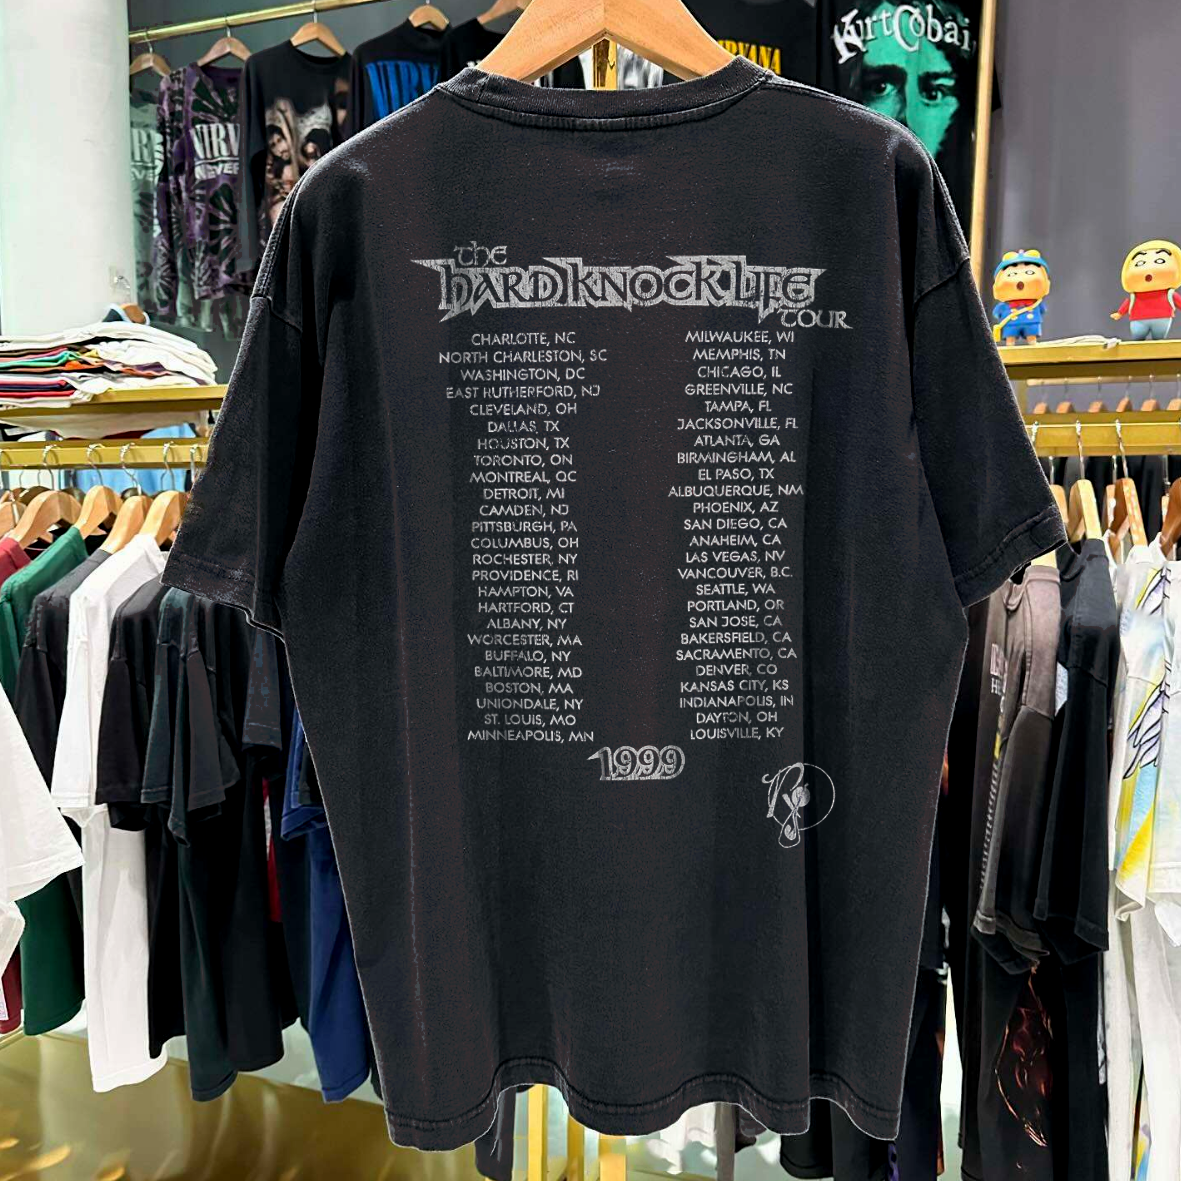 THE
HARD KNOCK LIFE
TOUR
CHARLOTTE, NC
NORTH CHARLESTON, SC
WASHINGTON, DC
EAST RUTHERFORD, NJ
CLEVELAND, OH
DALLAS, TX
HOUSTON, TX
TORONTO, ON
MONTREAL, QC
DETROIT, MI
CAMDEN, NJ
PITTSBURGH, PA
COLUMBUS, OH
ROCHESTER, NY
PROVIDENCE, RI
HAMPTON, VA
HARTFORD, CT
ALBANY, NY
WORCESTER, MA
BUFFALO, NY
BALTIMORE, MD
BOSTON, MA
UNIONDALE, NY
ST. LOUIS, MO
MINNEAPOLIS, MN
MILWAUKEE, WI
MEMPHIS, TN
CHICAGO, IL
GREENVILLE, NC
TAMPA, FL
JACKSONVILLE, FL
ATLANTA, GA
BIRMINGHAM, AL
EL PASO, TX
ALBUQUERQUE, NM
PHOENIX, AZ
SAN DIEGO, CA
ANAHEIM, CA
LAS VEGAS, NV
VANCOUVER, B.C.
SEATTLE, WA
PORTLAND, OR
SAN JOSE, CA
BAKERSFIELD, CA
SACRAMENTO, CA
DENVER, CO
KANSAS CITY, KS
INDIANAPOLIS, IN
DAYTON, OH
LOUISVILLE, KY
1999
NIRV
NEVE
NIRV
NIRVANA
Kurt Cobai